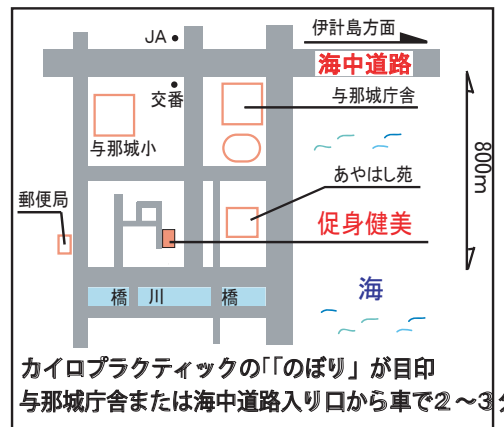 伊計島方面
JA
海中道路
交番
与那城庁舎
与那城小
800m
あやはし苑
郵便局
促身健美
海
橋 川 橋
カイロプラクティックの「「のぼり」が目印
与那城庁舎または海中道路入り口から車で2〜3分